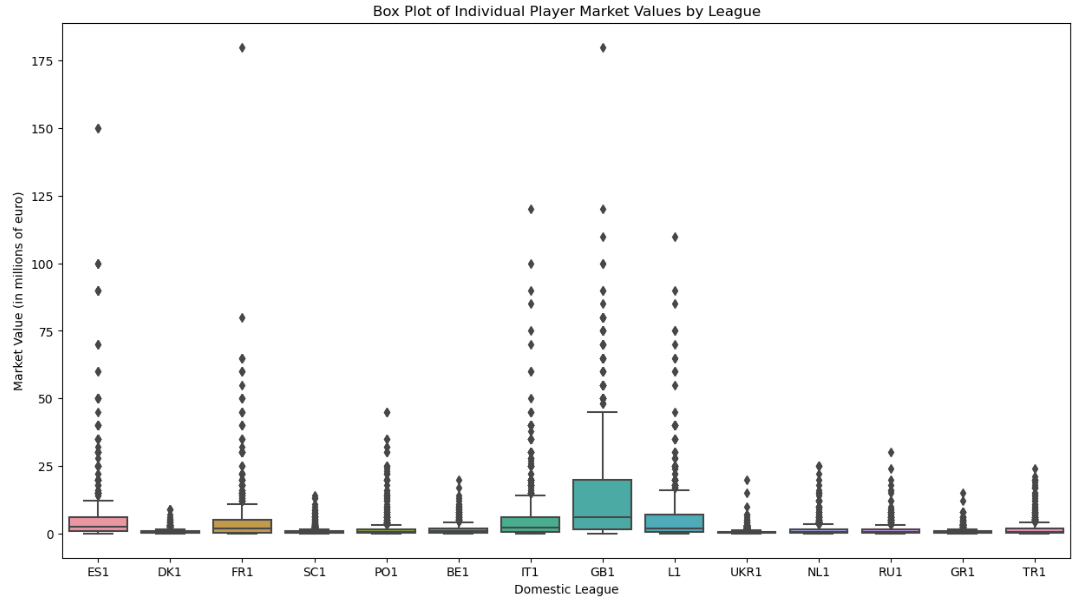 Box Plot of Individual Player Market Values by League
Market Value (in millions of euro)
175
150
125
100
75
50
25
0
ES1 DK1 FR1 SC1 PO1 BE1 IT1 GB1 L1 UKR1 NL1 RU1 GR1 TR1
Domestic League